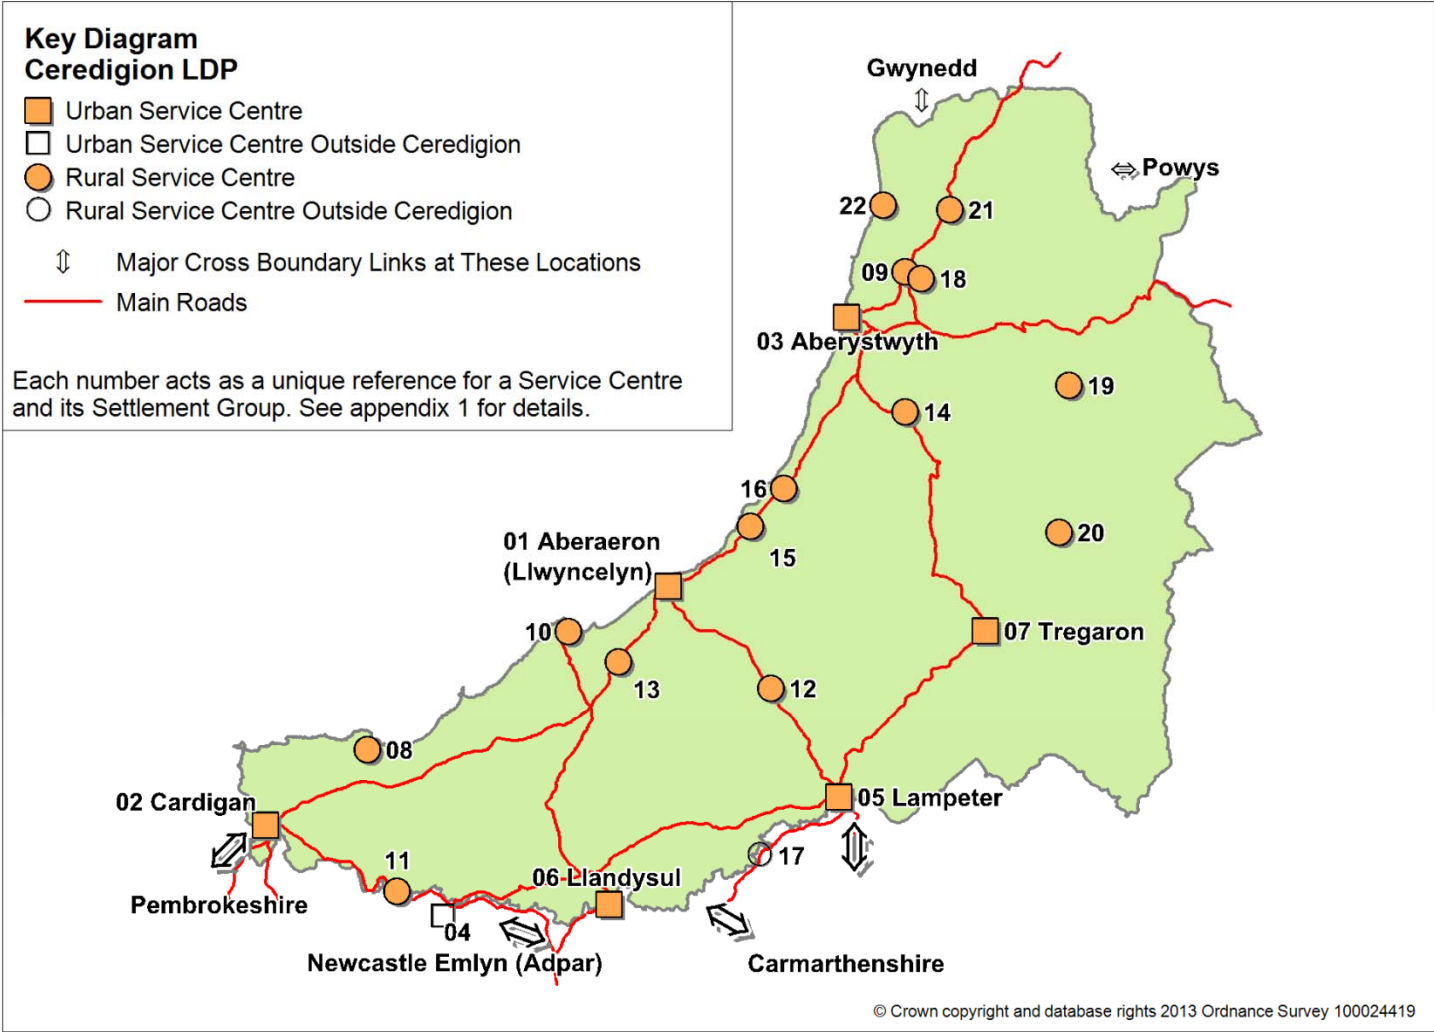 Key Diagram
Ceredigion LDP
Urban Service Centre
Urban Service Centre Outside Ceredigion
Rural Service Centre
Rural Service Centre Outside Ceredigion
Major Cross Boundary Links at These Locations
Main Roads
Each number acts as a unique reference for a Service Centre
and its Settlement Group. See appendix 1 for details.
Gwynedd
Powys
22
21
09
18
03 Aberystwyth
19
14
16
15
20
01 Aberaeron
(Llwyncelyn)
10
07 Tregaron
13
12
08
02 Cardigan
05 Lampeter
11
17
06 Llandysul
Pembrokeshire
04
Newcastle Emlyn (Adpar)
Carmarthenshire
© Crown copyright and database rights 2013 Ordnance Survey 100024419